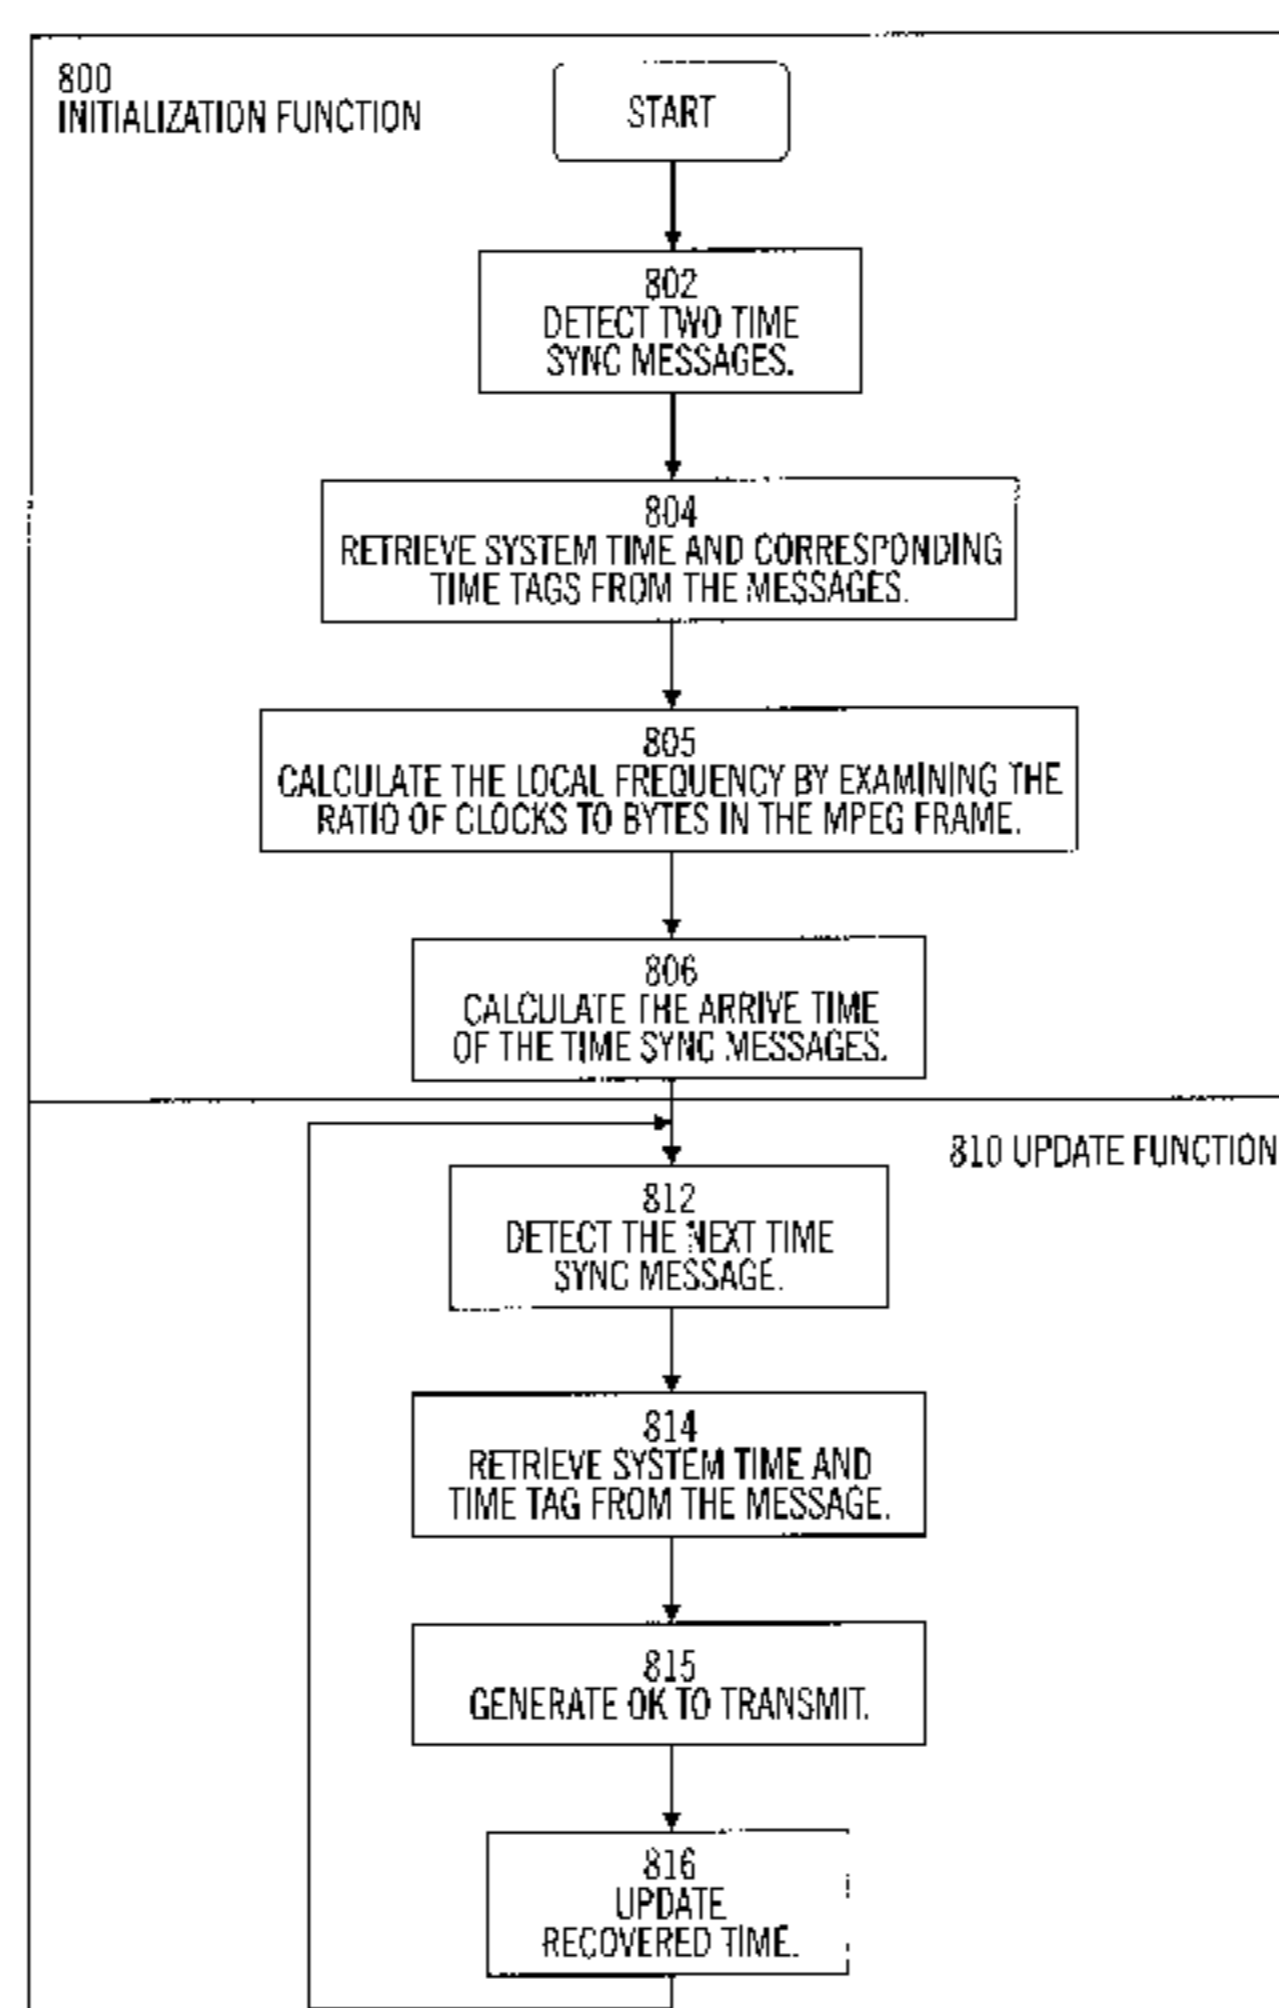 800
INITIALIZATION FUNCTION
START
802
DETECT TWO TIME
SYNC MESSAGES.
804
RETRIEVE SYSTEM TIME AND CORRESPONDING
TIME TAGS FROM THE MESSAGES.
805
CALCULATE THE LOCAL FREQUENCY BY EXAMINING THE
RATIO OF CLOCKS TO BYTES IN THE MPEG FRAME.
806
CALCULATE THE ARRIVE TIME
OF THE TIME SYNC MESSAGES.
810 UPDATE FUNCTION
812
DETECT THE NEXT TIME
SYNC MESSAGE.
814
RETRIEVE SYSTEM TIME AND
TIME TAG FROM THE MESSAGE.
815
GENERATE OK TO TRANSMIT.
816
UPDATE
RECOVERED TIME.